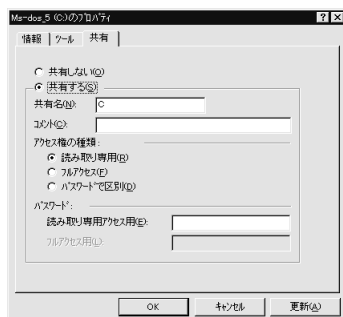 Ms-dos_5 (C:)のプロパティ
情報 ツール 共有
共有しない(O)
共有する(S)
共有名(N): C
コメント(C):
アクセス権の種類:
読み取り専用(R)
フルアクセス(F)
パスワードで区別(D)
パスワード:
読み取り専用アクセス用(E):
フルアクセス用(L):
OK キャンセル 更新(A)